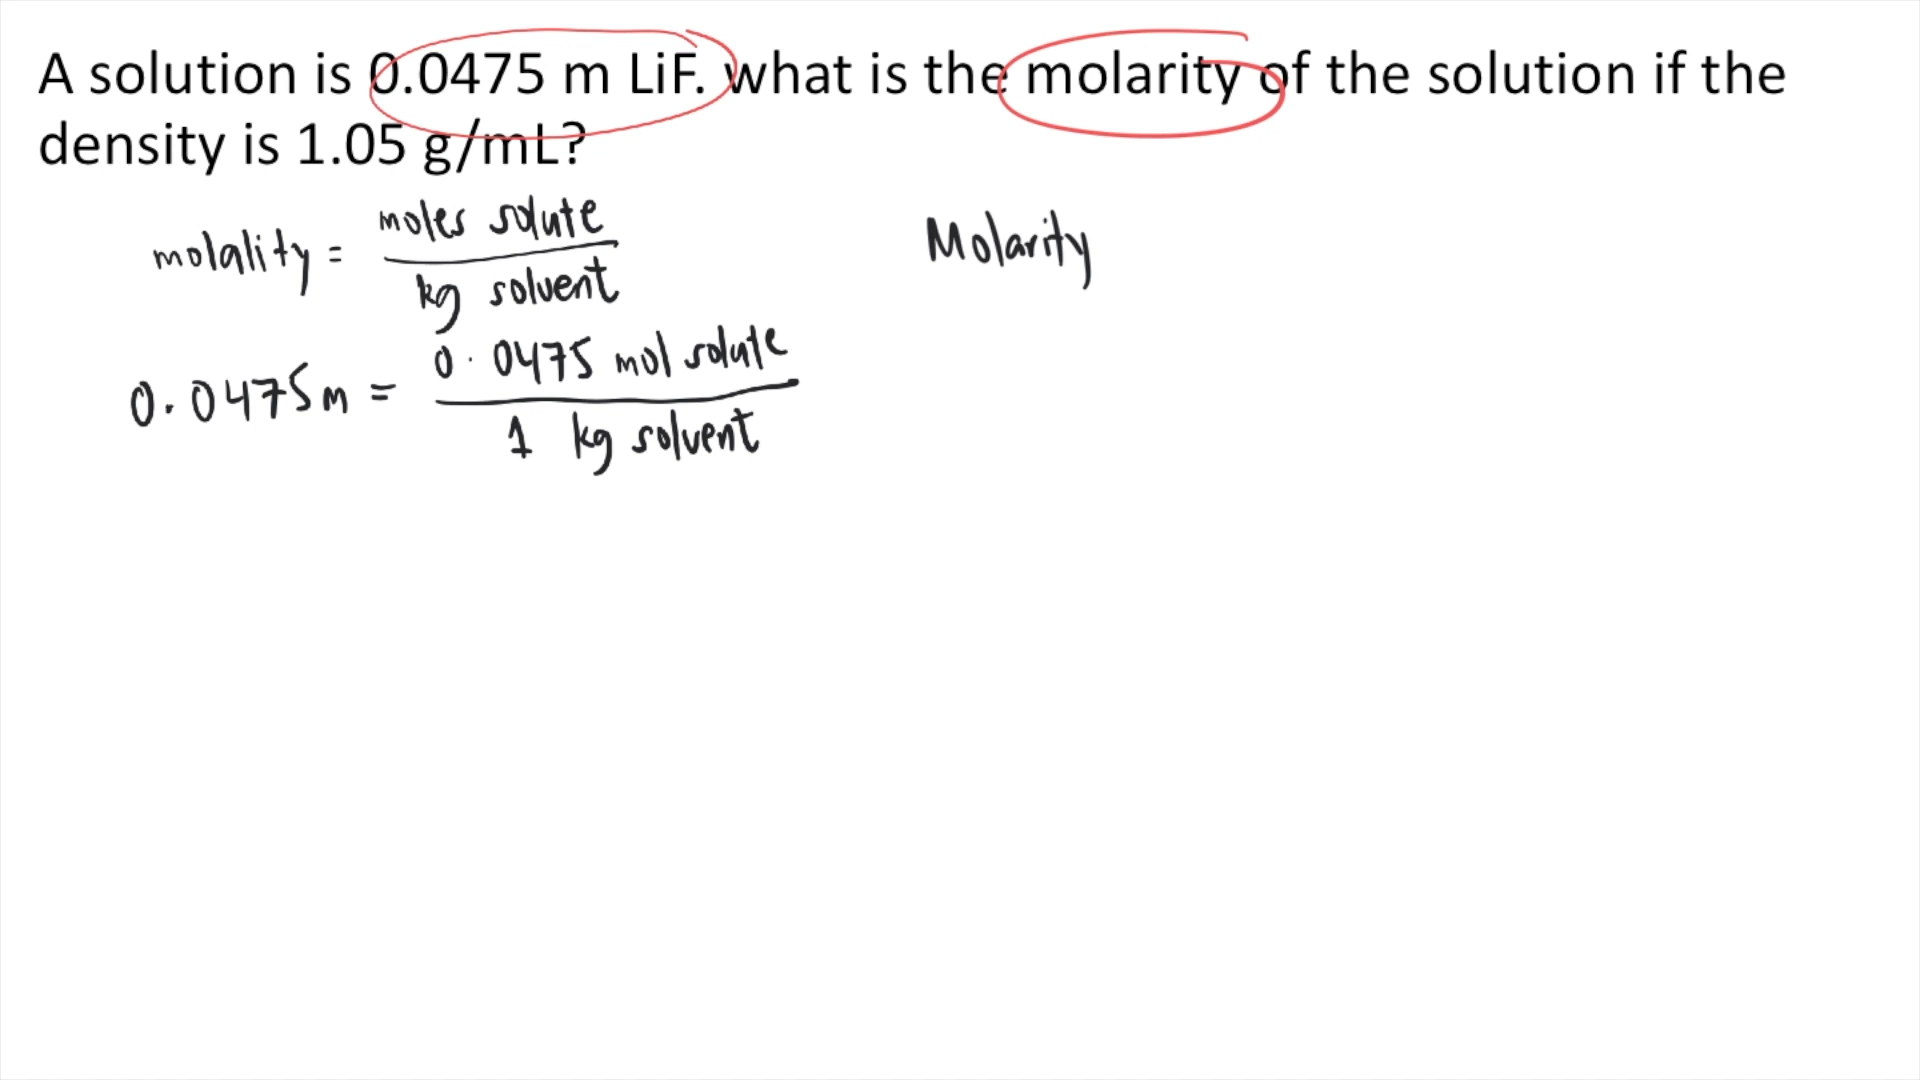 A solution is 0.0475 m LiF. what is the molarity of the solution if the
density is 1.05 g/mL?
molality = moles solute / kg solvent
Molarity
0.0475 m = 0.0475 mol solute / 1 kg solvent